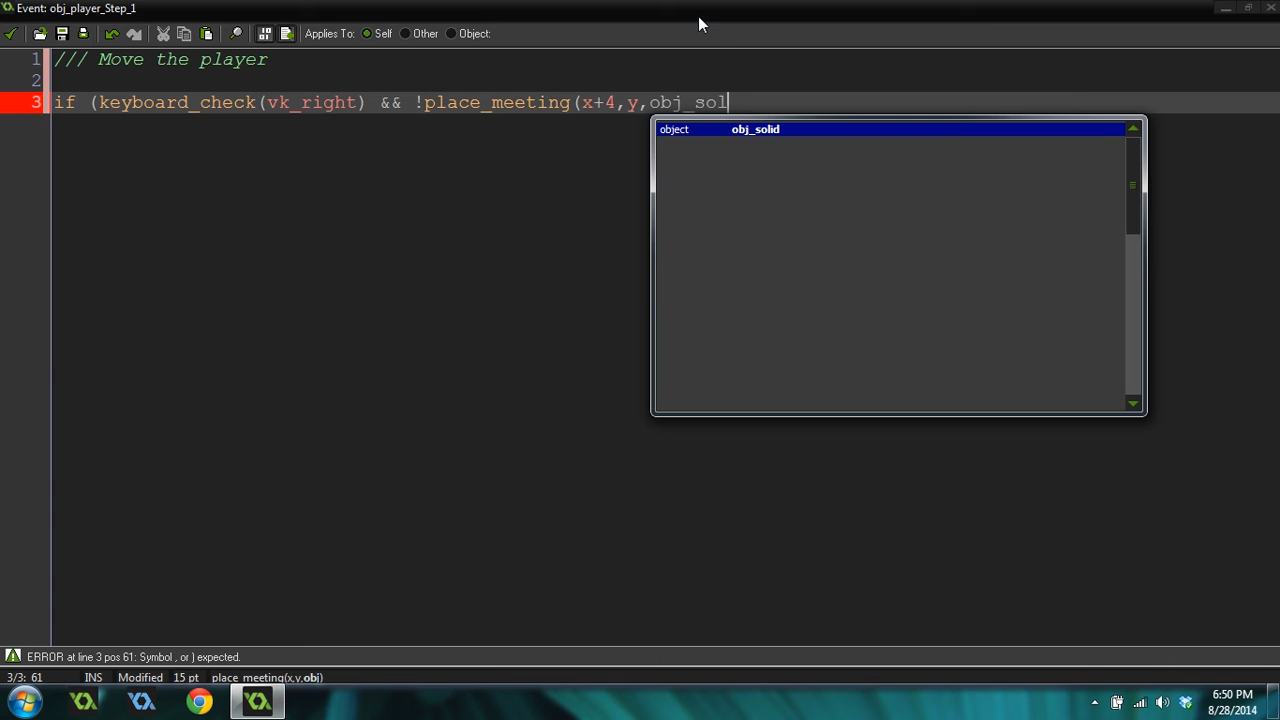 Event: obj_player_Step_1
Applies To: Self Other Object:
1 /// Move the player
2
3 if (keyboard_check(vk_right) && !place_meeting(x+4,y,obj_sol
object obj_solid
ERROR at line 3 pos 61: Symbol , or ) expected.
3/3: 61 INS Modified 15 pt place_meeting(x,y,obj)
6:50 PM
8/28/2014